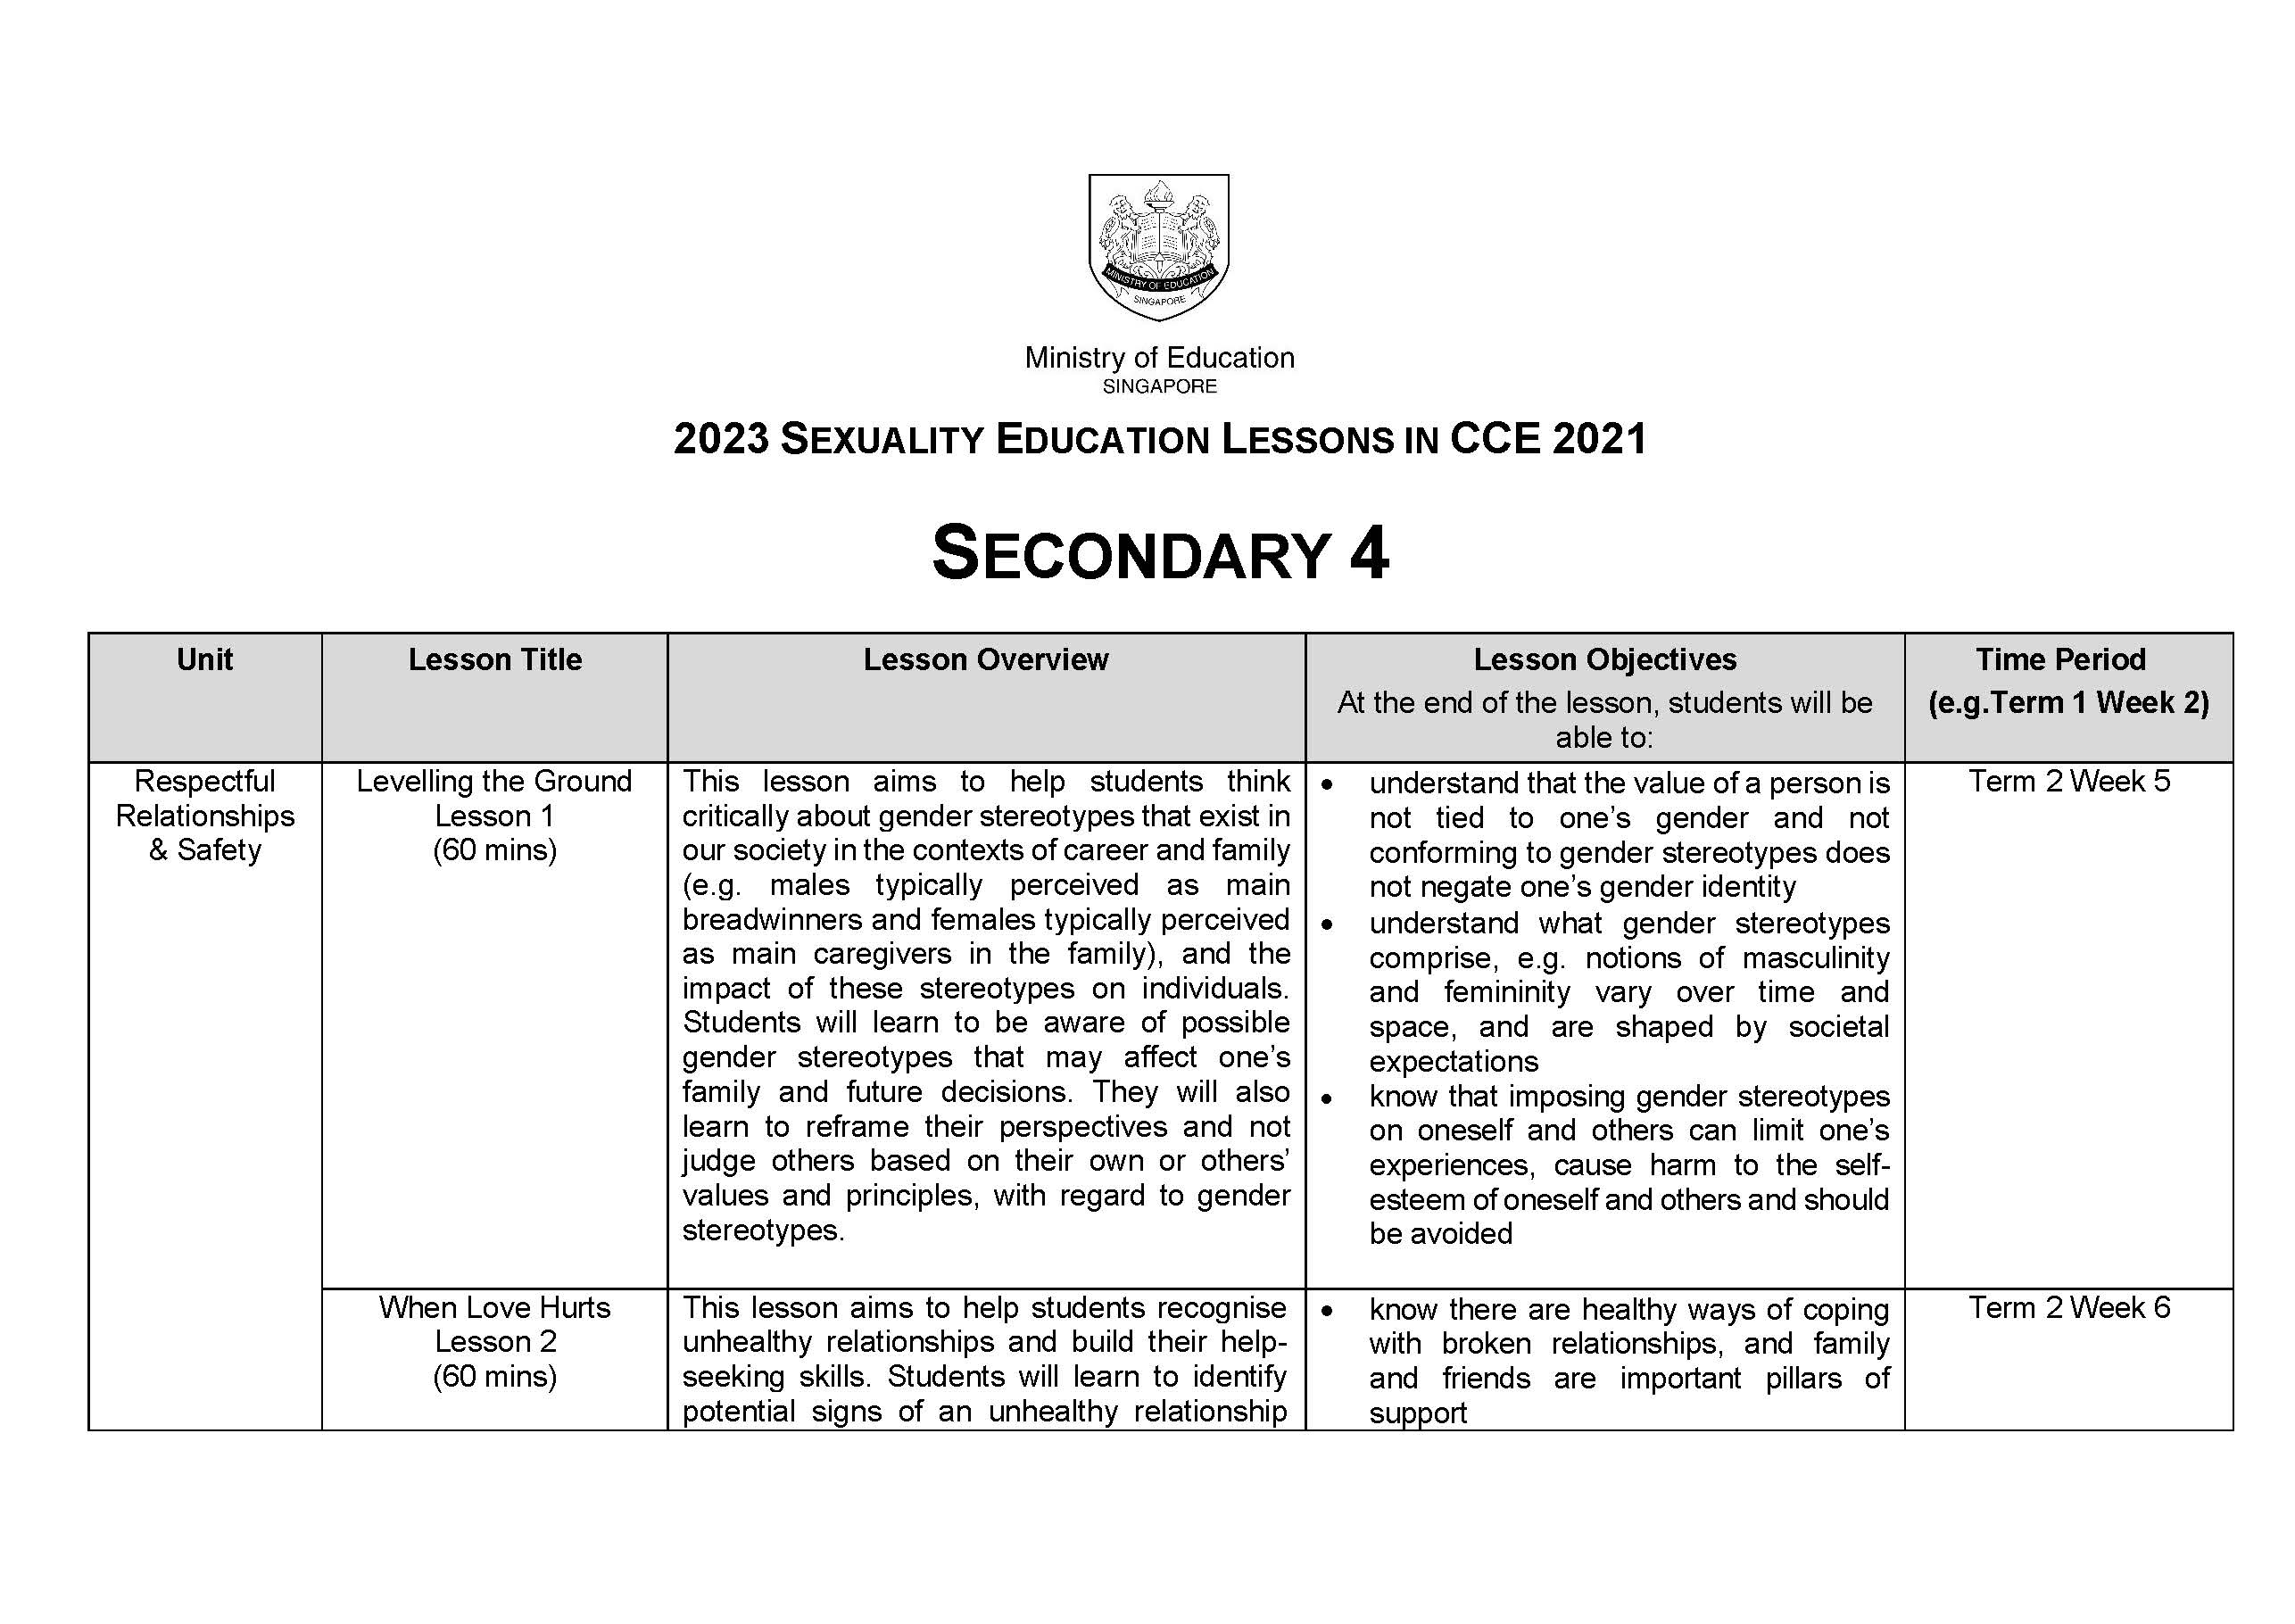 MINISTRY OF EDUCATION
SINGAPORE
Ministry of Education
SINGAPORE
2023 SEXUALITY EDUCATION LESSONS IN CCE 2021
SECONDARY 4
Unit
Lesson Title
Lesson Overview
Lesson Objectives
At the end of the lesson, students will be
able to:
Time Period
(e.g.Term 1 Week 2)
Respectful
Relationships
& Safety
Levelling the Ground
Lesson 1
(60 mins)
This lesson aims to help students think
critically about gender stereotypes that exist in
our society in the contexts of career and family
(e.g. males typically perceived as main
breadwinners and females typically perceived
as main caregivers in the family), and the
impact of these stereotypes on individuals.
Students will learn to be aware of possible
gender stereotypes that may affect one’s
family and future decisions. They will also
learn to reframe their perspectives and not
judge others based on their own or others’
values and principles, with regard to gender
stereotypes.
• understand that the value of a person is
not tied to one’s gender and not
conforming to gender stereotypes does
not negate one’s gender identity
• understand what gender stereotypes
comprise, e.g. notions of masculinity
and femininity vary over time and
space, and are shaped by societal
expectations
• know that imposing gender stereotypes
on oneself and others can limit one’s
experiences, cause harm to the self-
esteem of oneself and others and should
be avoided
Term 2 Week 5
When Love Hurts
Lesson 2
(60 mins)
This lesson aims to help students recognise
unhealthy relationships and build their help-
seeking skills. Students will learn to identify
potential signs of an unhealthy relationship
• know there are healthy ways of coping
with broken relationships, and family
and friends are important pillars of
support
Term 2 Week 6